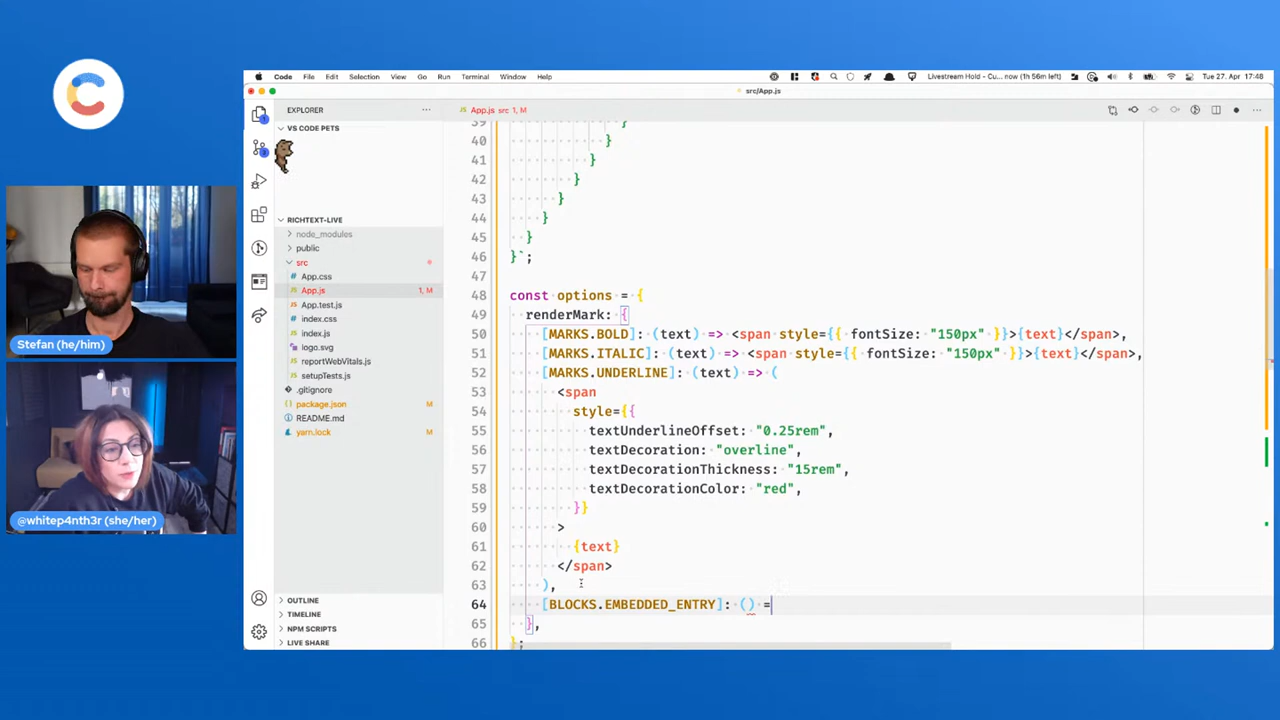 Code File Edit Selection View Go Run Terminal Window Help
Livestream Hold - Cu... now (1h 56m left)
Tue 27. Apr 17:48
src/App.js
EXPLORER
VS CODE PETS
RICHTEXT-LIVE
node_modules
public
src
App.css
App.js 1, M
App.test.js
index.css
index.js
logo.svg
reportWebVitals.js
setupTests.js
.gitignore
package.json M
README.md
yarn.lock M
OUTLINE
TIMELINE
NPM SCRIPTS
LIVE SHARE
App.js src 1, M
39 }
40 }
41 }
42 }
43 }
44 }
45 }
46 }`;
47
48 const options = {
49 renderMark: {
50 [MARKS.BOLD]: (text) => <span style={{ fontSize: "150px" }}>{text}</span>,
51 [MARKS.ITALIC]: (text) => <span style={{ fontSize: "150px" }}>{text}</span>,
52 [MARKS.UNDERLINE]: (text) => (
53 <span
54 style={{
55 textUnderlineOffset: "0.25rem",
56 textDecoration: "overline",
57 textDecorationThickness: "15rem",
58 textDecorationColor: "red",
59 }}
60 >
61 {text}
62 </span>
63 ),
64 [BLOCKS.EMBEDDED_ENTRY]: () =
65 },
66 };
Stefan (he/him)
@whitep4nth3r (she/her)